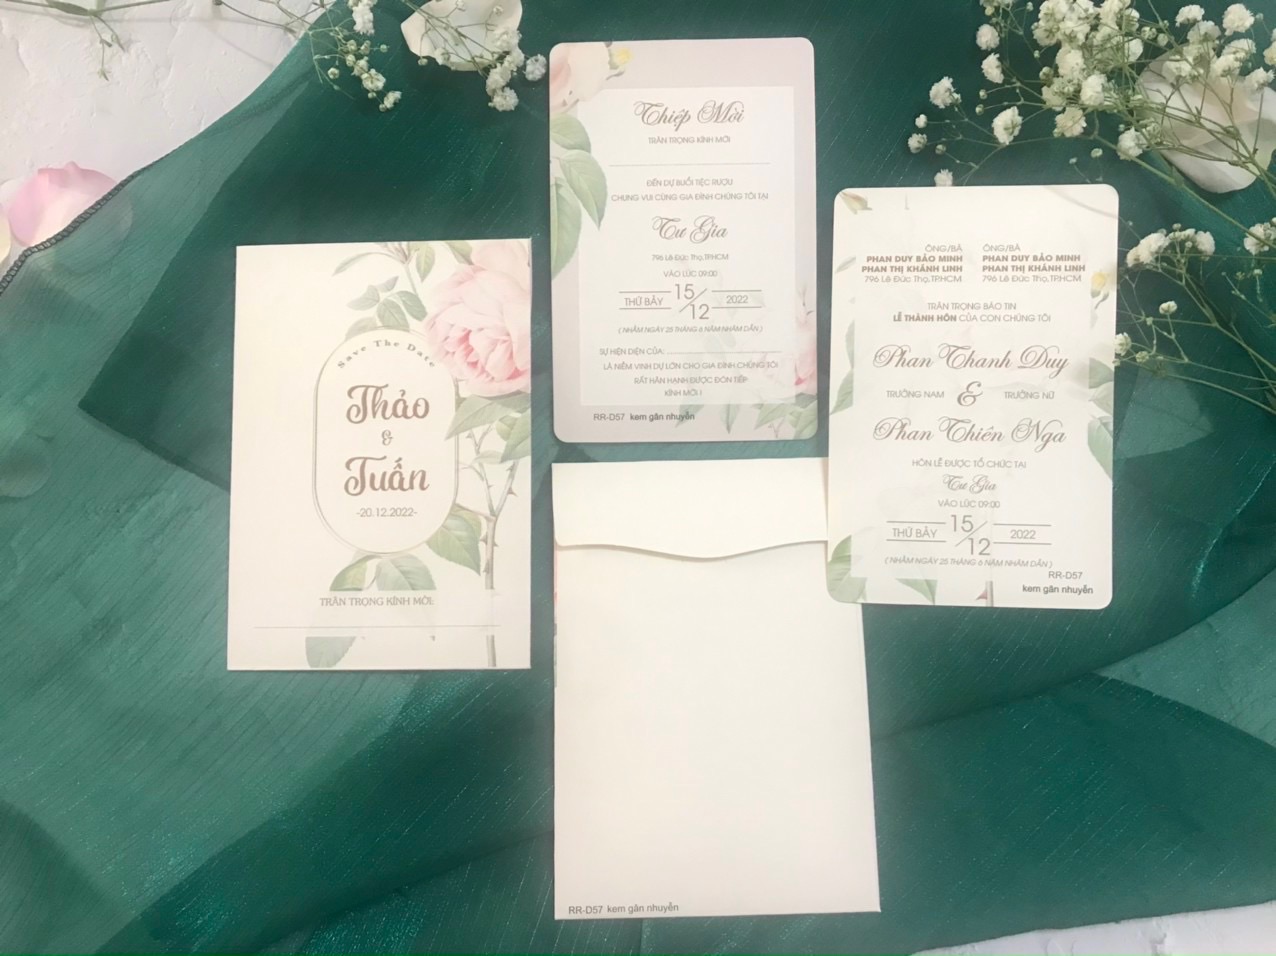 Save The Date
Thảo
&
Tuấn
-20.12.2022-
TRÂN TRỌNG KÍNH MỜI:
Thiệp Mời
TRÂN TRỌNG KÍNH MỜI
ĐẾN DỰ BUỔI TIỆC RƯỢU
CHUNG VUI CÙNG GIA ĐÌNH CHÚNG TÔI TẠI
Tư Gia
796 Lê Đức Thọ,TP.HCM
VÀO LÚC 09:00
THỨ BẢY 15/12 2022
( NHẰM NGÀY 25 THÁNG 6 NĂM NHÂM DẦN )
SỰ HIỆN DIỆN CỦA:
LÀ NIỀM VINH DỰ LỚN CHO GIA ĐÌNH CHÚNG TÔI
RẤT HÂN HẠNH ĐƯỢC ĐÓN TIẾP
KÍNH MỜI !
RR-D57 kem gân nhuyễn
ÔNG/BÀ ÔNG/BÀ
PHAN DUY BẢO MINH PHAN DUY BẢO MINH
PHAN THỊ KHÁNH LINH PHAN THỊ KHÁNH LINH
796 Lê Đức Thọ,TP.HCM 796 Lê Đức Thọ,TP.HCM
TRÂN TRỌNG BÁO TIN
LỄ THÀNH HÔN CỦA CON CHÚNG TÔI
Phan Thanh Duy
TRƯỞNG NAM & TRƯỞNG NỮ
Phan Thiên Nga
HÔN LỄ ĐƯỢC TỔ CHỨC TẠI
Tư Gia
VÀO LÚC 09:00
THỨ BẢY 15/12 2022
( NHẰM NGÀY 25 THÁNG 6 NĂM NHÂM DẦN )
RR-D57
kem gân nhuyễn
RR-D57 kem gân nhuyễn